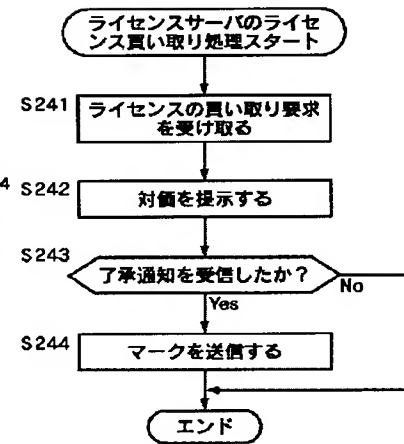 ライセンスサーバのライセ
ンス買い取り処理スタート
S241
ライセンスの買い取り要求
を受け取る
4
S242
対価を提示する
S243
了承通知を受信したか？
No
Yes
S244
マークを送信する
エンド